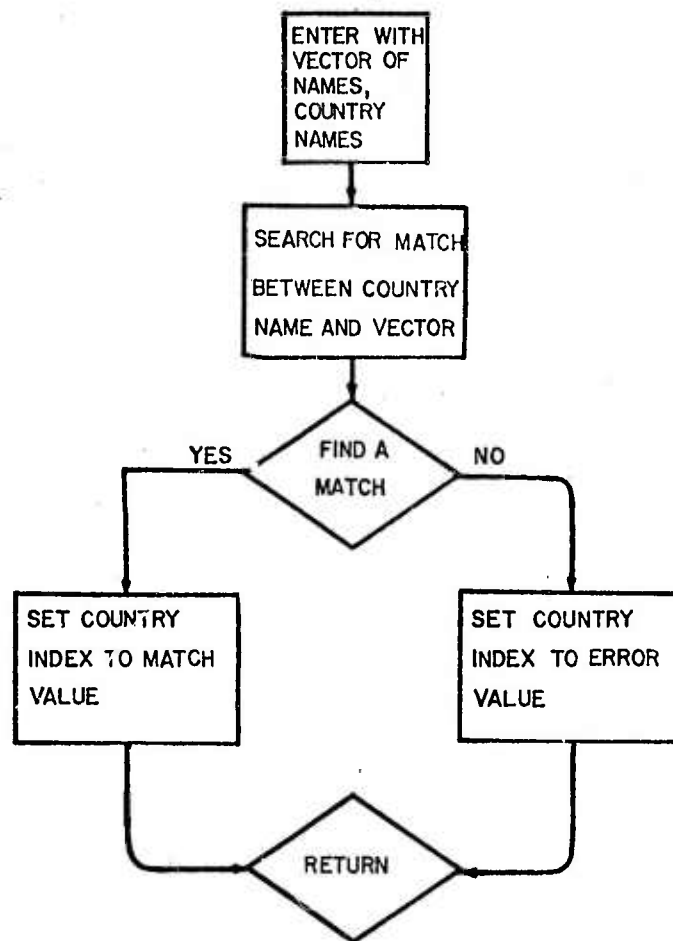 ENTER WITH
VECTOR OF
NAMES,
COUNTRY
NAMES
SEARCH FOR MATCH
BETWEEN COUNTRY
NAME AND VECTOR
FIND A
MATCH
YES
NO
SET COUNTRY
INDEX TO MATCH
VALUE
SET COUNTRY
INDEX TO ERROR
VALUE
RETURN